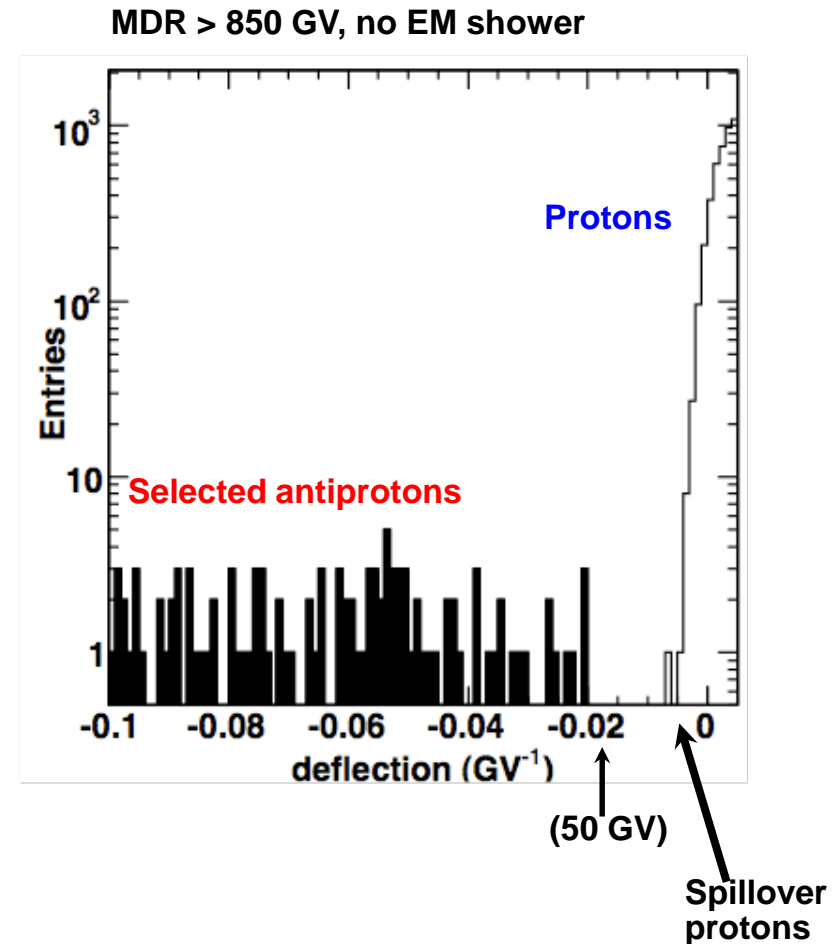 MDR > 850 GV, no EM shower
10³
Protons
10²
Entries
10
Selected antiprotons
1
-0.1 -0.08 -0.06 -0.04 -0.02 0
deflection (GV⁻¹)
(50 GV)
Spillover
protons